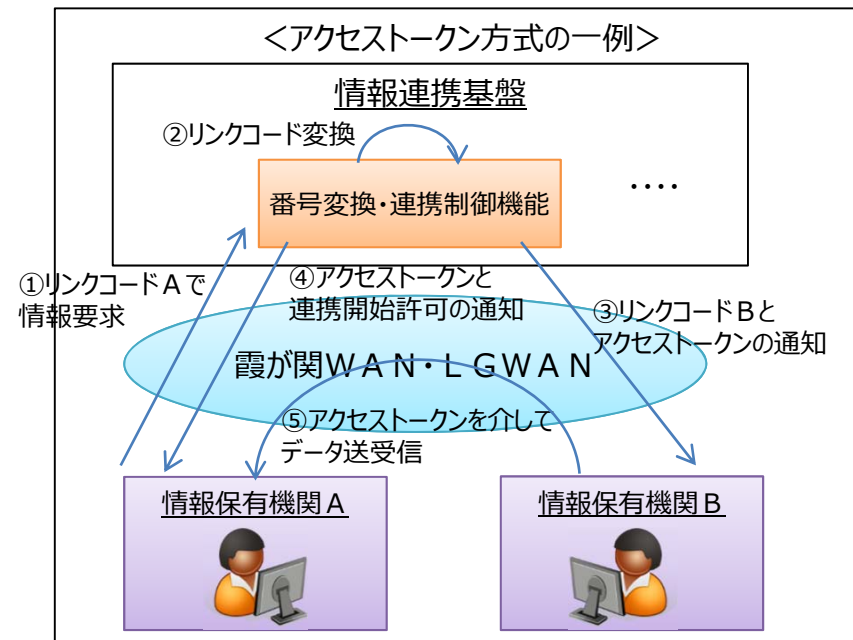 ＜アクセストークン方式の一例＞
情報連携基盤
②リンクコード変換
番号変換・連携制御機能
････
①リンクコードＡで
情報要求
④アクセストークンと
連携開始許可の通知
③リンクコードＢと
アクセストークンの通知
霞が関ＷＡＮ・ＬＧＷＡＮ
⑤アクセストークンを介して
データ送受信
情報保有機関Ａ
情報保有機関Ｂ